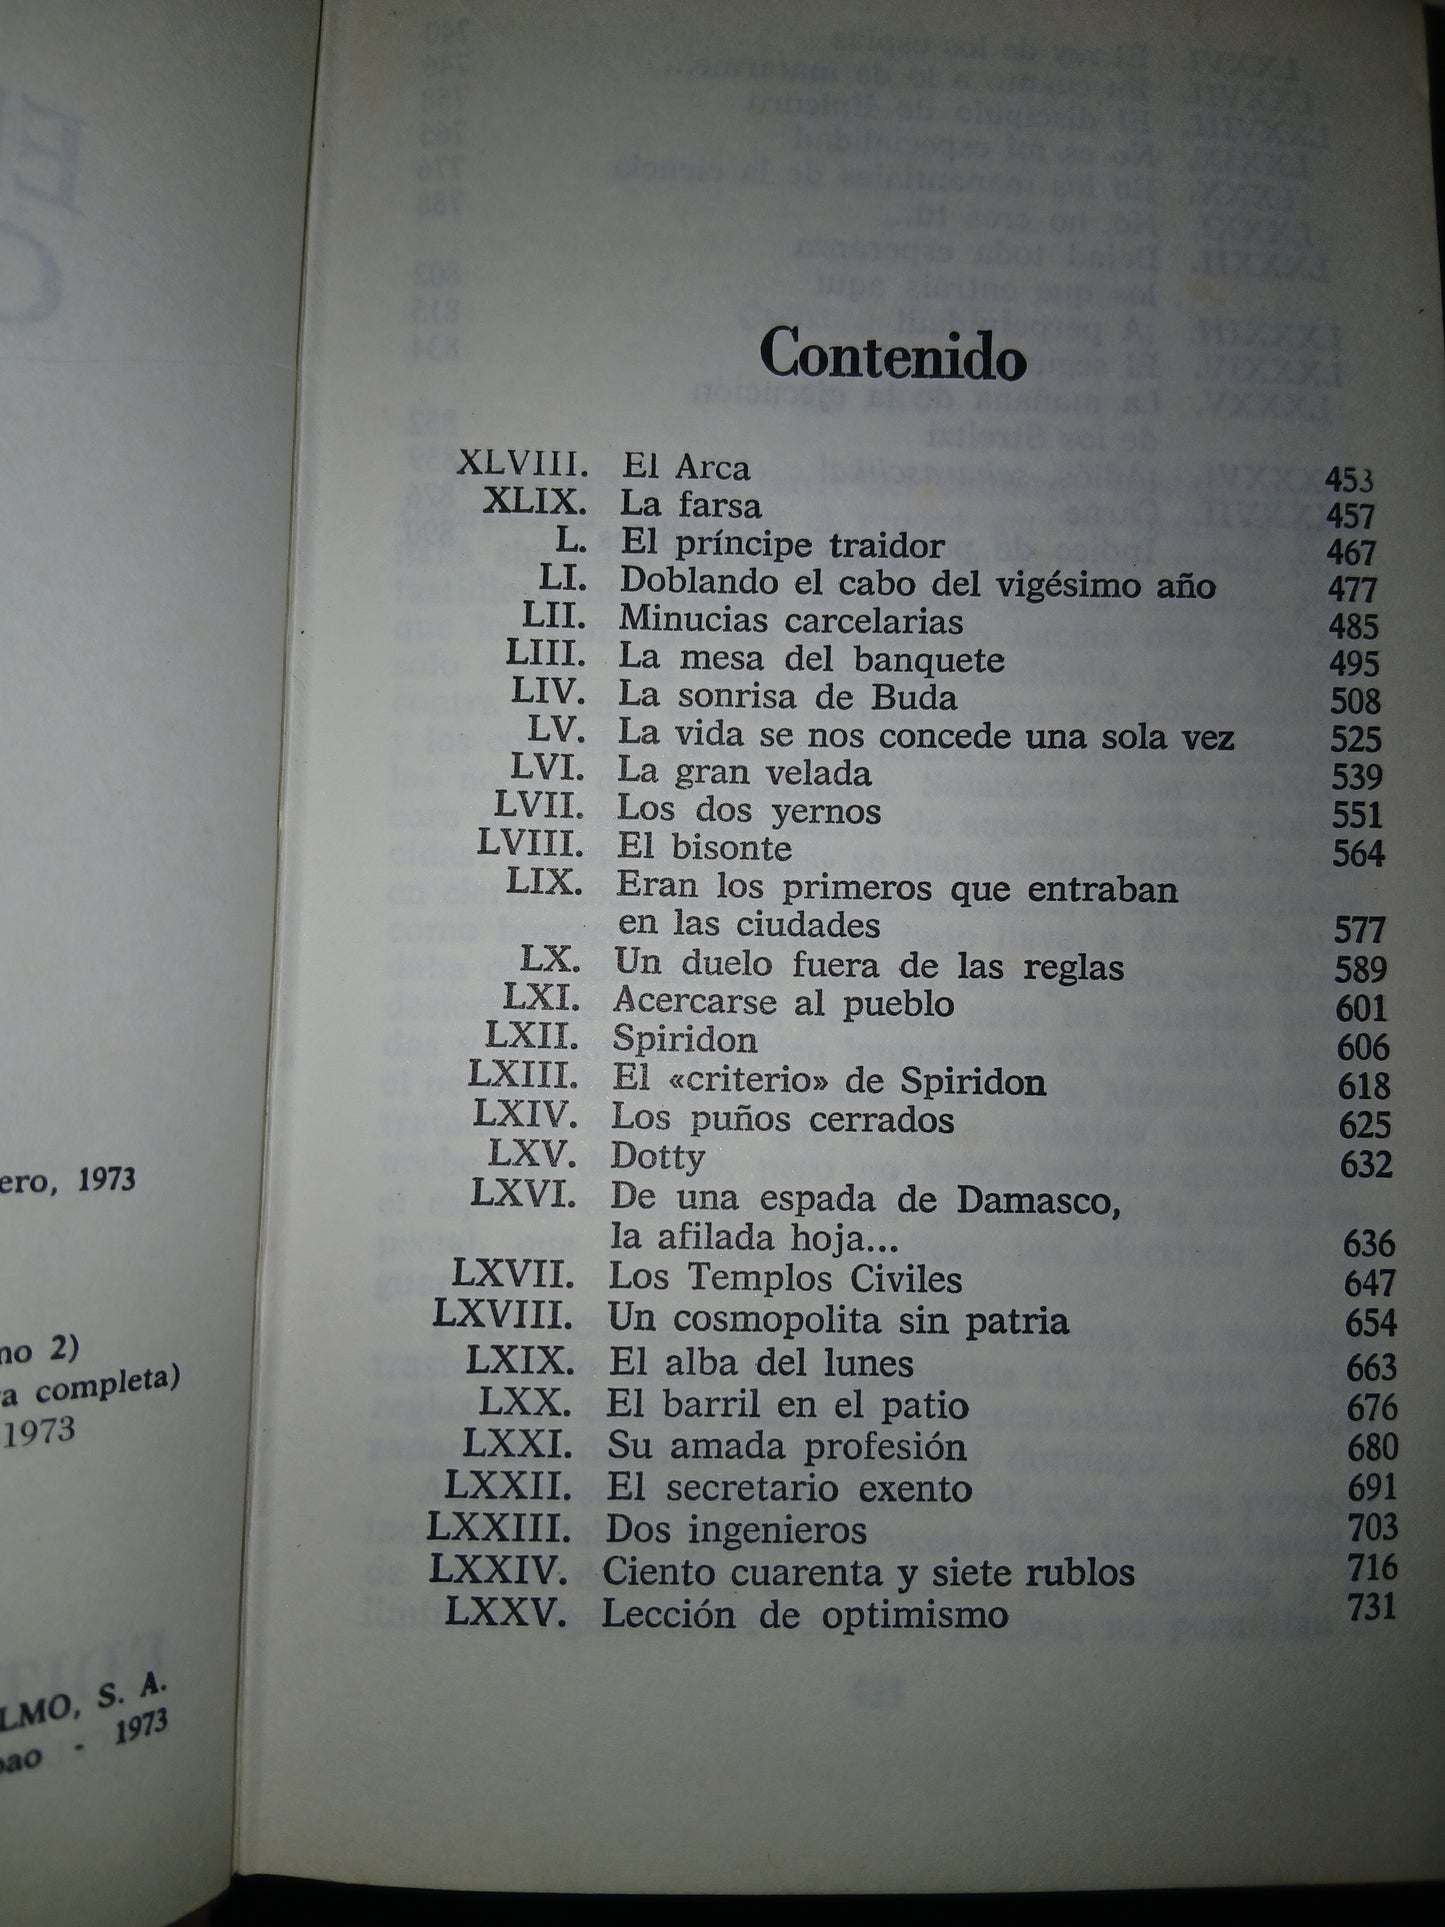 ero, 1973
no 2)
a completa)
1973
LMO, S. A.
bao - 1973
Contenido
XLVIII. El Arca 453
XLIX. La farsa 457
L. El príncipe traidor 467
LI. Doblando el cabo del vigésimo año 477
LII. Minucias carcelarias 485
LIII. La mesa del banquete 495
LIV. La sonrisa de Buda 508
LV. La vida se nos concede una sola vez 525
LVI. La gran velada 539
LVII. Los dos yernos 551
LVIII. El bisonte 564
LIX. Eran los primeros que entraban
en las ciudades 577
LX. Un duelo fuera de las reglas 589
LXI. Acercarse al pueblo 601
LXII. Spiridon 606
LXIII. El «criterio» de Spiridon 618
LXIV. Los puños cerrados 625
LXV. Dotty 632
LXVI. De una espada de Damasco,
la afilada hoja... 636
LXVII. Los Templos Civiles 647
LXVIII. Un cosmopolita sin patria 654
LXIX. El alba del lunes 663
LXX. El barril en el patio 676
LXXI. Su amada profesión 680
LXXII. El secretario exento 691
LXXIII. Dos ingenieros 703
LXXIV. Ciento cuarenta y siete rublos 716
LXXV. Lección de optimismo 731